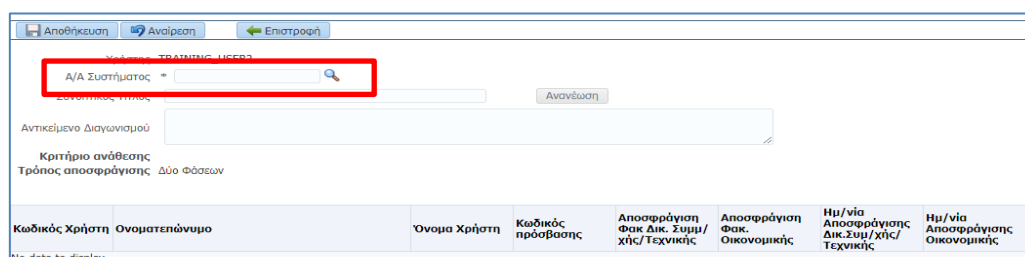 Αποθήκευση Αναίρεση Επιστροφή
Χρήστης TRAINING_USER2
Α/Α Συστήματος *
Συνοπτικός Τίτλος Ανανέωση
Αντικείμενο Διαγωνισμού
Κριτήριο ανάθεσης
Τρόπος αποσφράγισης Δύο Φάσεων
Κωδικός Χρήστη Ονοματεπώνυμο Όνομα Χρήστη Κωδικός πρόσβασης Αποσφράγιση Φακ Δικ. Συμμ/χής/Τεχνικής Αποσφράγιση Φακ. Οικονομικής Ημ/νία Αποσφράγισης Δικ.Συμ/χής/Τεχνικής Ημ/νία Αποσφράγισης Οικονομικής
No data to display